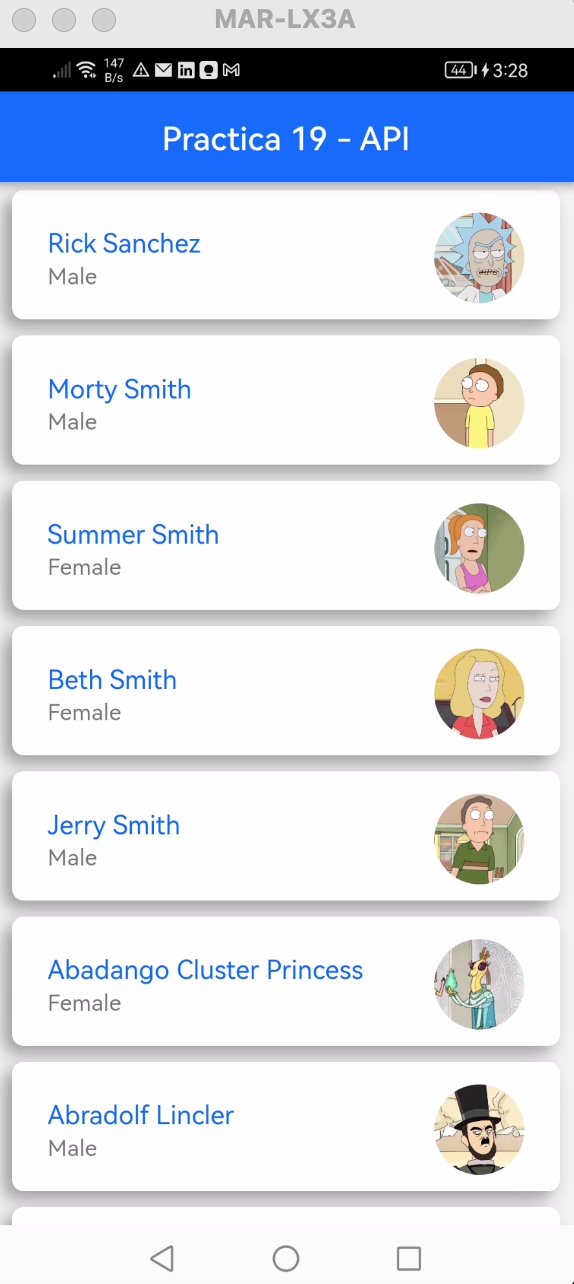 MAR-LX3A
147 B/s 44 3:28
Practica 19 - API
Rick Sanchez
Male
Morty Smith
Male
Summer Smith
Female
Beth Smith
Female
Jerry Smith
Male
Abadango Cluster Princess
Female
Abradolf Lincler
Male